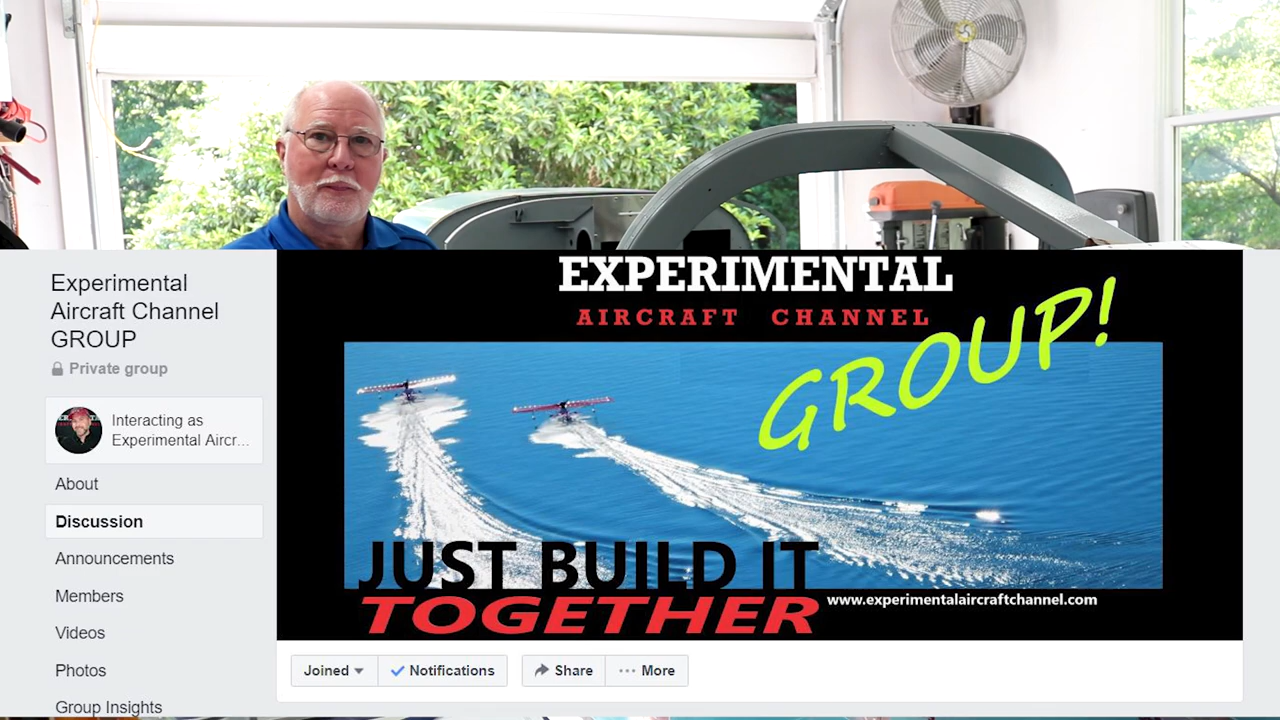 Experimental
Aircraft Channel
GROUP
Private group
Interacting as
Experimental Aircr...
About
Discussion
Announcements
Members
Videos
Photos
Group Insights
EXPERIMENTAL
AIRCRAFT CHANNEL
GROUP!
JUST BUILD IT
TOGETHER
www.experimentalaircraftchannel.com
Joined
Notifications
Share
More